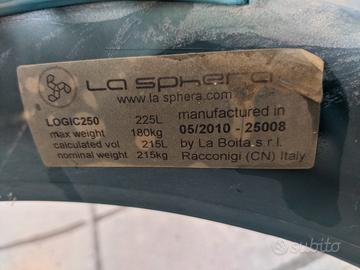 La sphera
www.la sphera.com
LOGIC250 225L manufactured in
max weight 180kg 05/2010 - 25008
calculated vol 215L by La Boita s r l.
nominal weight 215kg Racconigi (CN) Italy
subito